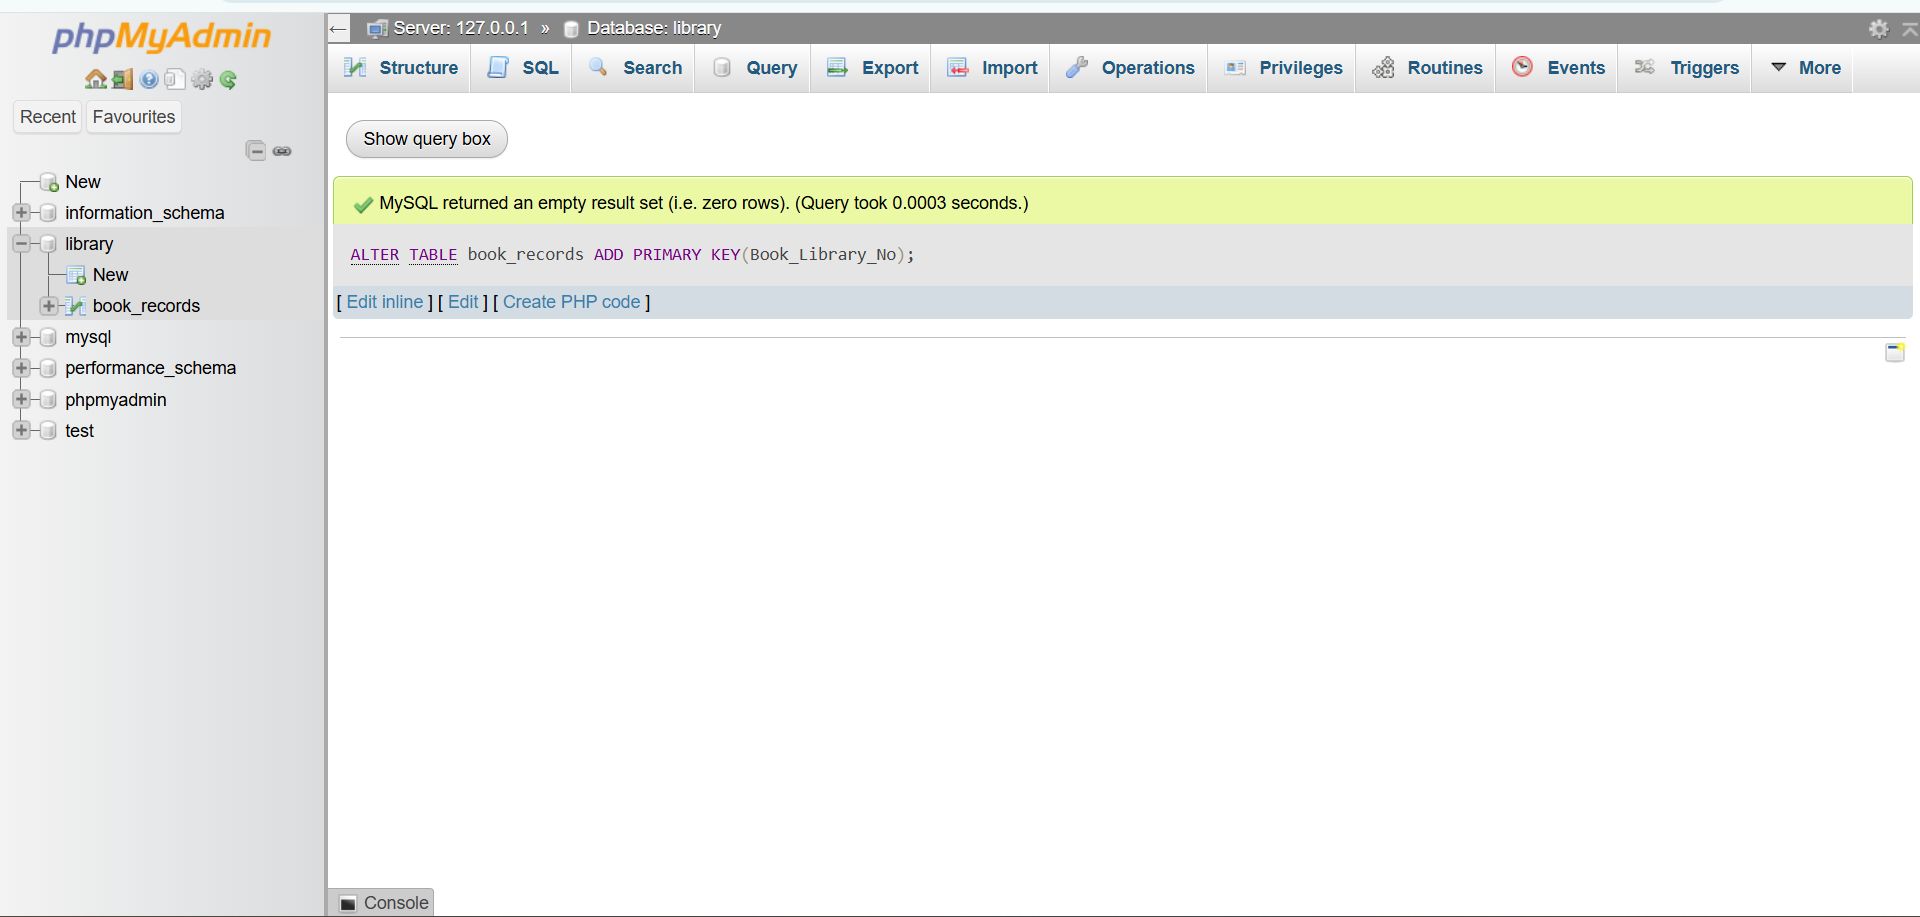 phpMyAdmin
Recent Favourites
New
information_schema
library
New
book_records
mysql
performance_schema
phpmyadmin
test
← Server: 127.0.0.1 » Database: library
Structure SQL Search Query Export Import Operations Privileges Routines Events Triggers More
Show query box
MySQL returned an empty result set (i.e. zero rows). (Query took 0.0003 seconds.)
ALTER TABLE book_records ADD PRIMARY KEY(Book_Library_No);
[ Edit inline ] [ Edit ] [ Create PHP code ]
Console